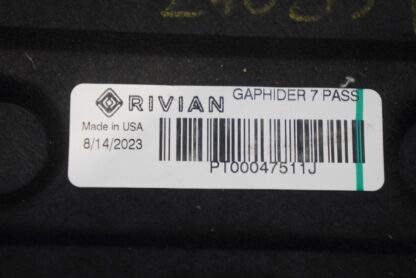 RIVIAN GAPHIDER 7 PASS
Made in USA
8/14/2023
PT00047511J